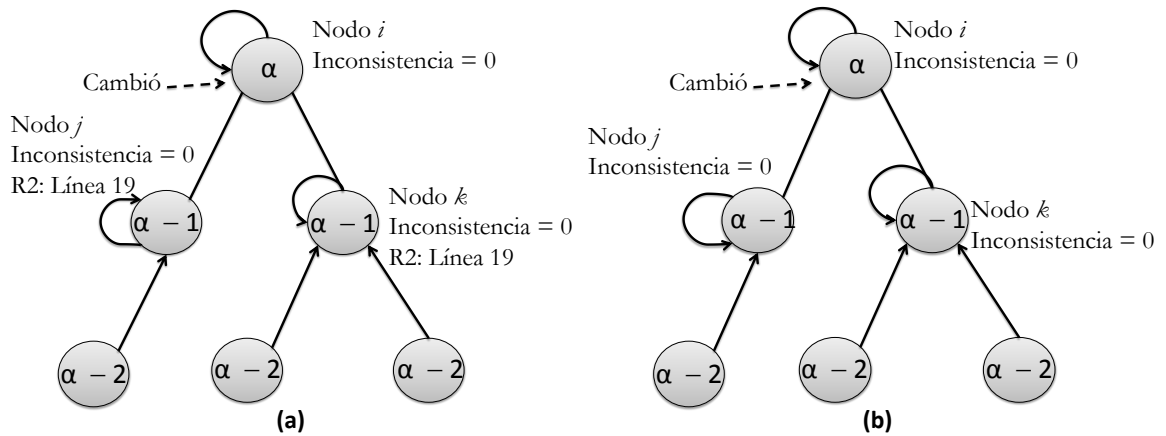 Nodo i
Inconsistencia = 0
α
Cambió
Nodo j
Inconsistencia = 0
R2: Línea 19
α – 1
α – 1
Nodo k
Inconsistencia = 0
R2: Línea 19
α – 2
α – 2
α – 2
(a)
Nodo i
Inconsistencia = 0
α
Cambió
Nodo j
Inconsistencia = 0
α – 1
α – 1
Nodo k
Inconsistencia = 0
α – 2
α – 2
α – 2
(b)